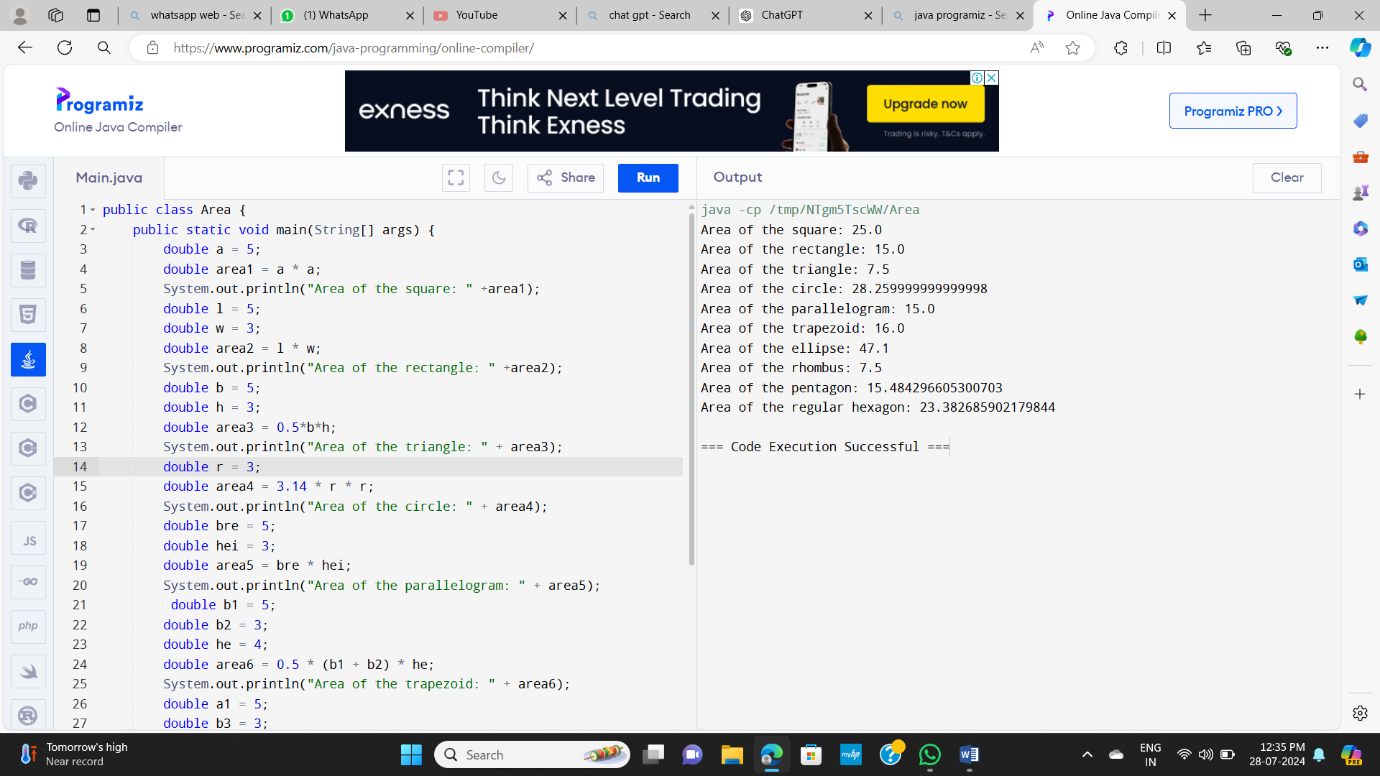 whatsapp web - Sea
(1) WhatsApp
YouTube
chat gpt - Search
ChatGPT
java programiz - Se
Online Java Compile
https://www.programiz.com/java-programming/online-compiler/
Programiz
Online Java Compiler
exness
Think Next Level Trading
Think Exness
Upgrade now
Trading is risky. T&Cs apply.
Programiz PRO >
Main.java
Share
Run
Output
Clear
1 public class Area {
2 public static void main(String[] args) {
3 double a = 5;
4 double area1 = a * a;
5 System.out.println("Area of the square: " +area1);
6 double l = 5;
7 double w = 3;
8 double area2 = l * w;
9 System.out.println("Area of the rectangle: " +area2);
10 double b = 5;
11 double h = 3;
12 double area3 = 0.5*b*h;
13 System.out.println("Area of the triangle: " + area3);
14 double r = 3;
15 double area4 = 3.14 * r * r;
16 System.out.println("Area of the circle: " + area4);
17 double bre = 5;
18 double hei = 3;
19 double area5 = bre * hei;
20 System.out.println("Area of the parallelogram: " + area5);
21 double b1 = 5;
22 double b2 = 3;
23 double he = 4;
24 double area6 = 0.5 * (b1 + b2) * he;
25 System.out.println("Area of the trapezoid: " + area6);
26 double a1 = 5;
27 double b3 = 3;
java -cp /tmp/NTgm5TscWW/Area
Area of the square: 25.0
Area of the rectangle: 15.0
Area of the triangle: 7.5
Area of the circle: 28.259999999999998
Area of the parallelogram: 15.0
Area of the trapezoid: 16.0
Area of the ellipse: 47.1
Area of the rhombus: 7.5
Area of the pentagon: 15.484296605300703
Area of the regular hexagon: 23.382685902179844
=== Code Execution Successful ===
JS
GO
php
Tomorrow's high
Near record
Search
myhp
ENG
IN
12:35 PM
28-07-2024
PRE